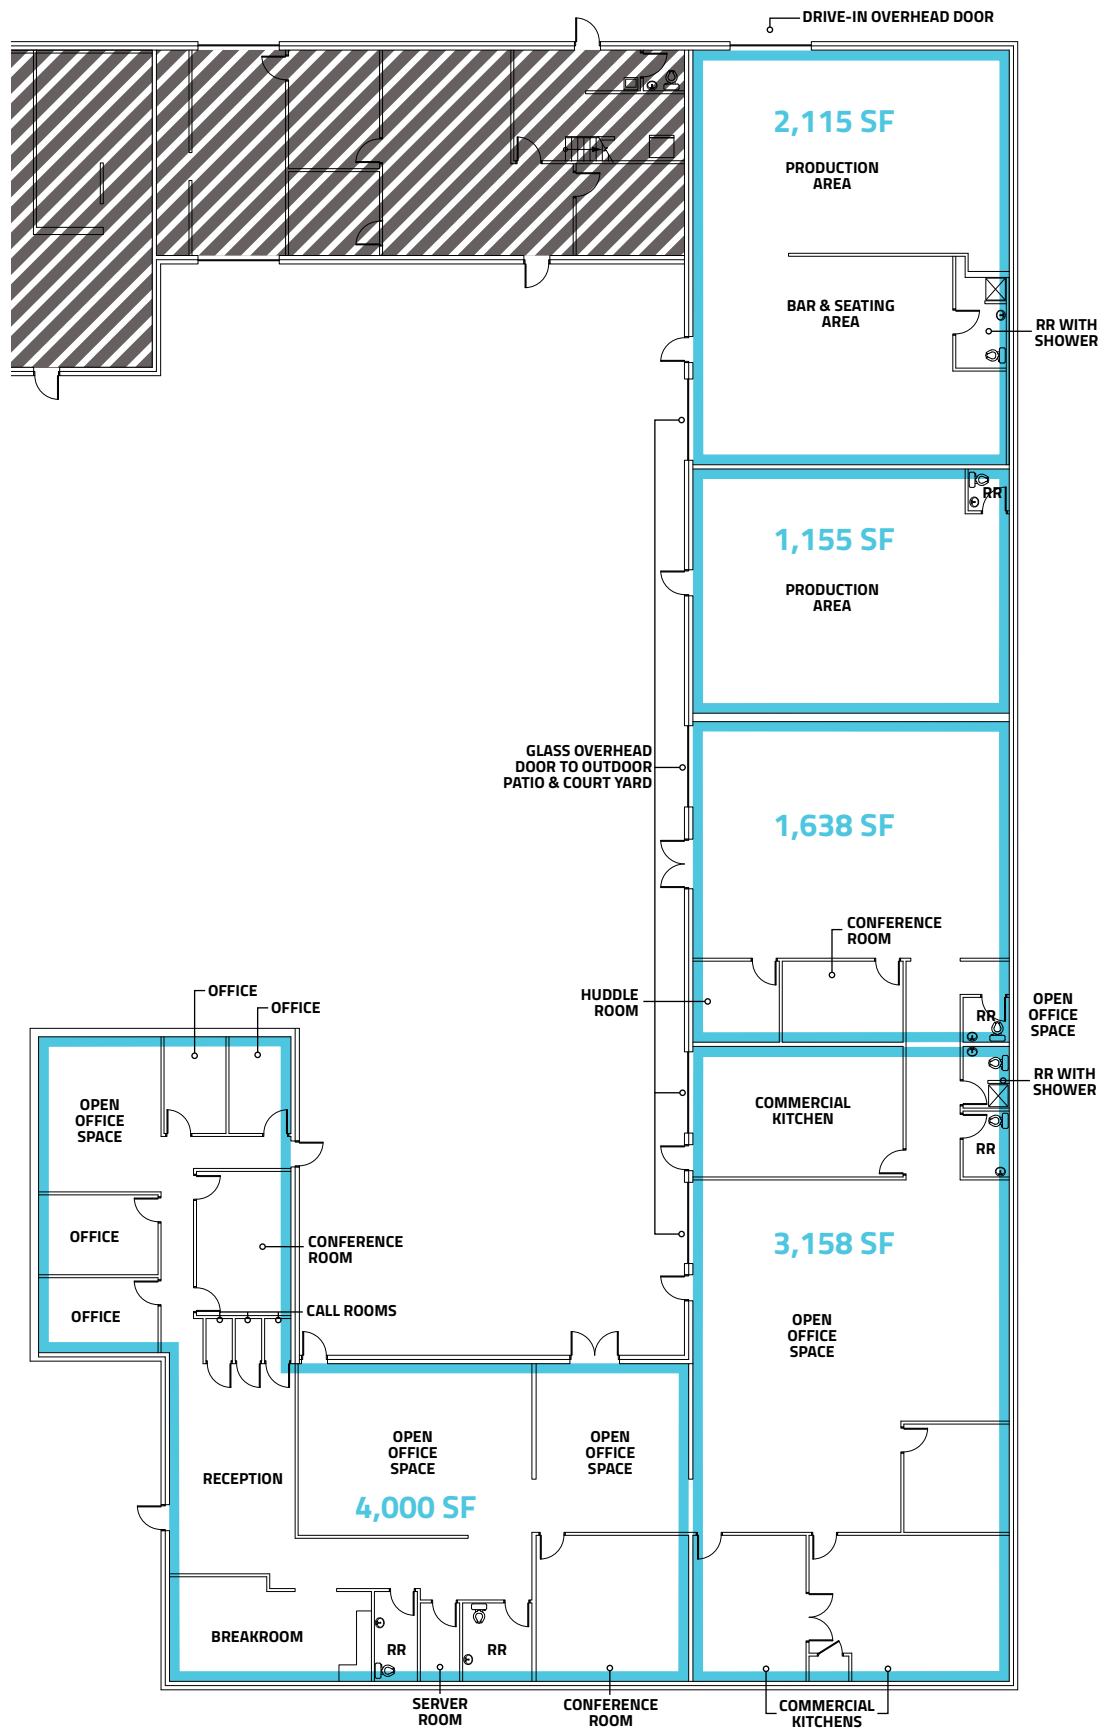 DRIVE-IN OVERHEAD DOOR
2,115 SF
PRODUCTION
AREA
BAR & SEATING
AREA
RR WITH
SHOWER
RR
1,155 SF
PRODUCTION
AREA
GLASS OVERHEAD
DOOR TO OUTDOOR
PATIO & COURT YARD
1,638 SF
CONFERENCE
ROOM
HUDDLE
ROOM
RR
OPEN
OFFICE
SPACE
OFFICE
OFFICE
OPEN
OFFICE
SPACE
COMMERCIAL
KITCHEN
RR WITH
SHOWER
RR
OFFICE
CONFERENCE
ROOM
3,158 SF
OFFICE
CALL ROOMS
OPEN
OFFICE
SPACE
OPEN
OFFICE
SPACE
OPEN
OFFICE
SPACE
RECEPTION
4,000 SF
BREAKROOM
RR
RR
SERVER
ROOM
CONFERENCE
ROOM
COMMERCIAL
KITCHENS